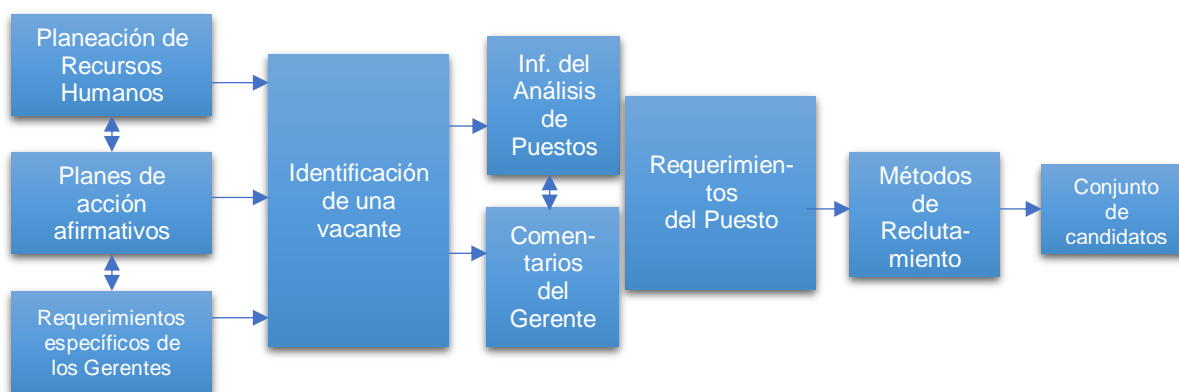 Planeación de
Recursos
Humanos
Planes de
acción
afirmativos
Requerimientos
específicos de
los Gerentes
Identificación
de una
vacante
Inf. del
Análisis
de
Puestos
Comen-
tarios
del
Gerente
Requerimien-
tos
del Puesto
Métodos
de
Recluta-
miento
Conjunto
de
candidatos